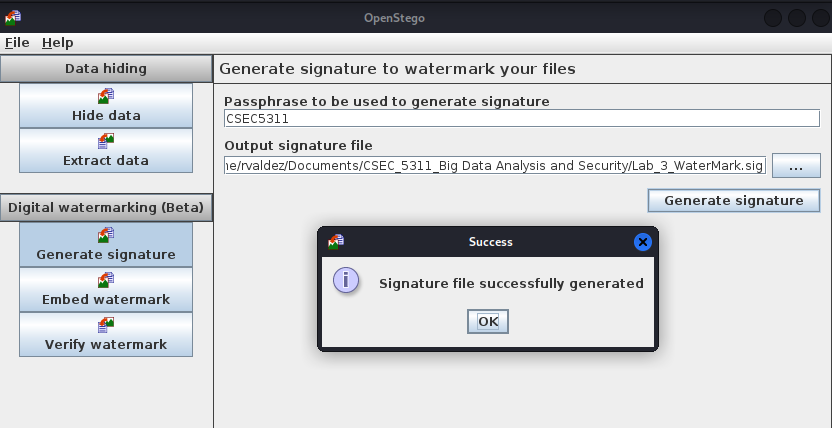 OpenStego
File Help
Data hiding
Hide data
Extract data
Digital watermarking (Beta)
Generate signature
Embed watermark
Verify watermark
Generate signature to watermark your files
Passphrase to be used to generate signature
CSEC5311
Output signature file
ne/rvaldez/Documents/CSEC_5311_Big Data Analysis and Security/Lab_3_WaterMark.sig
...
Generate signature
Success
i
Signature file successfully generated
OK